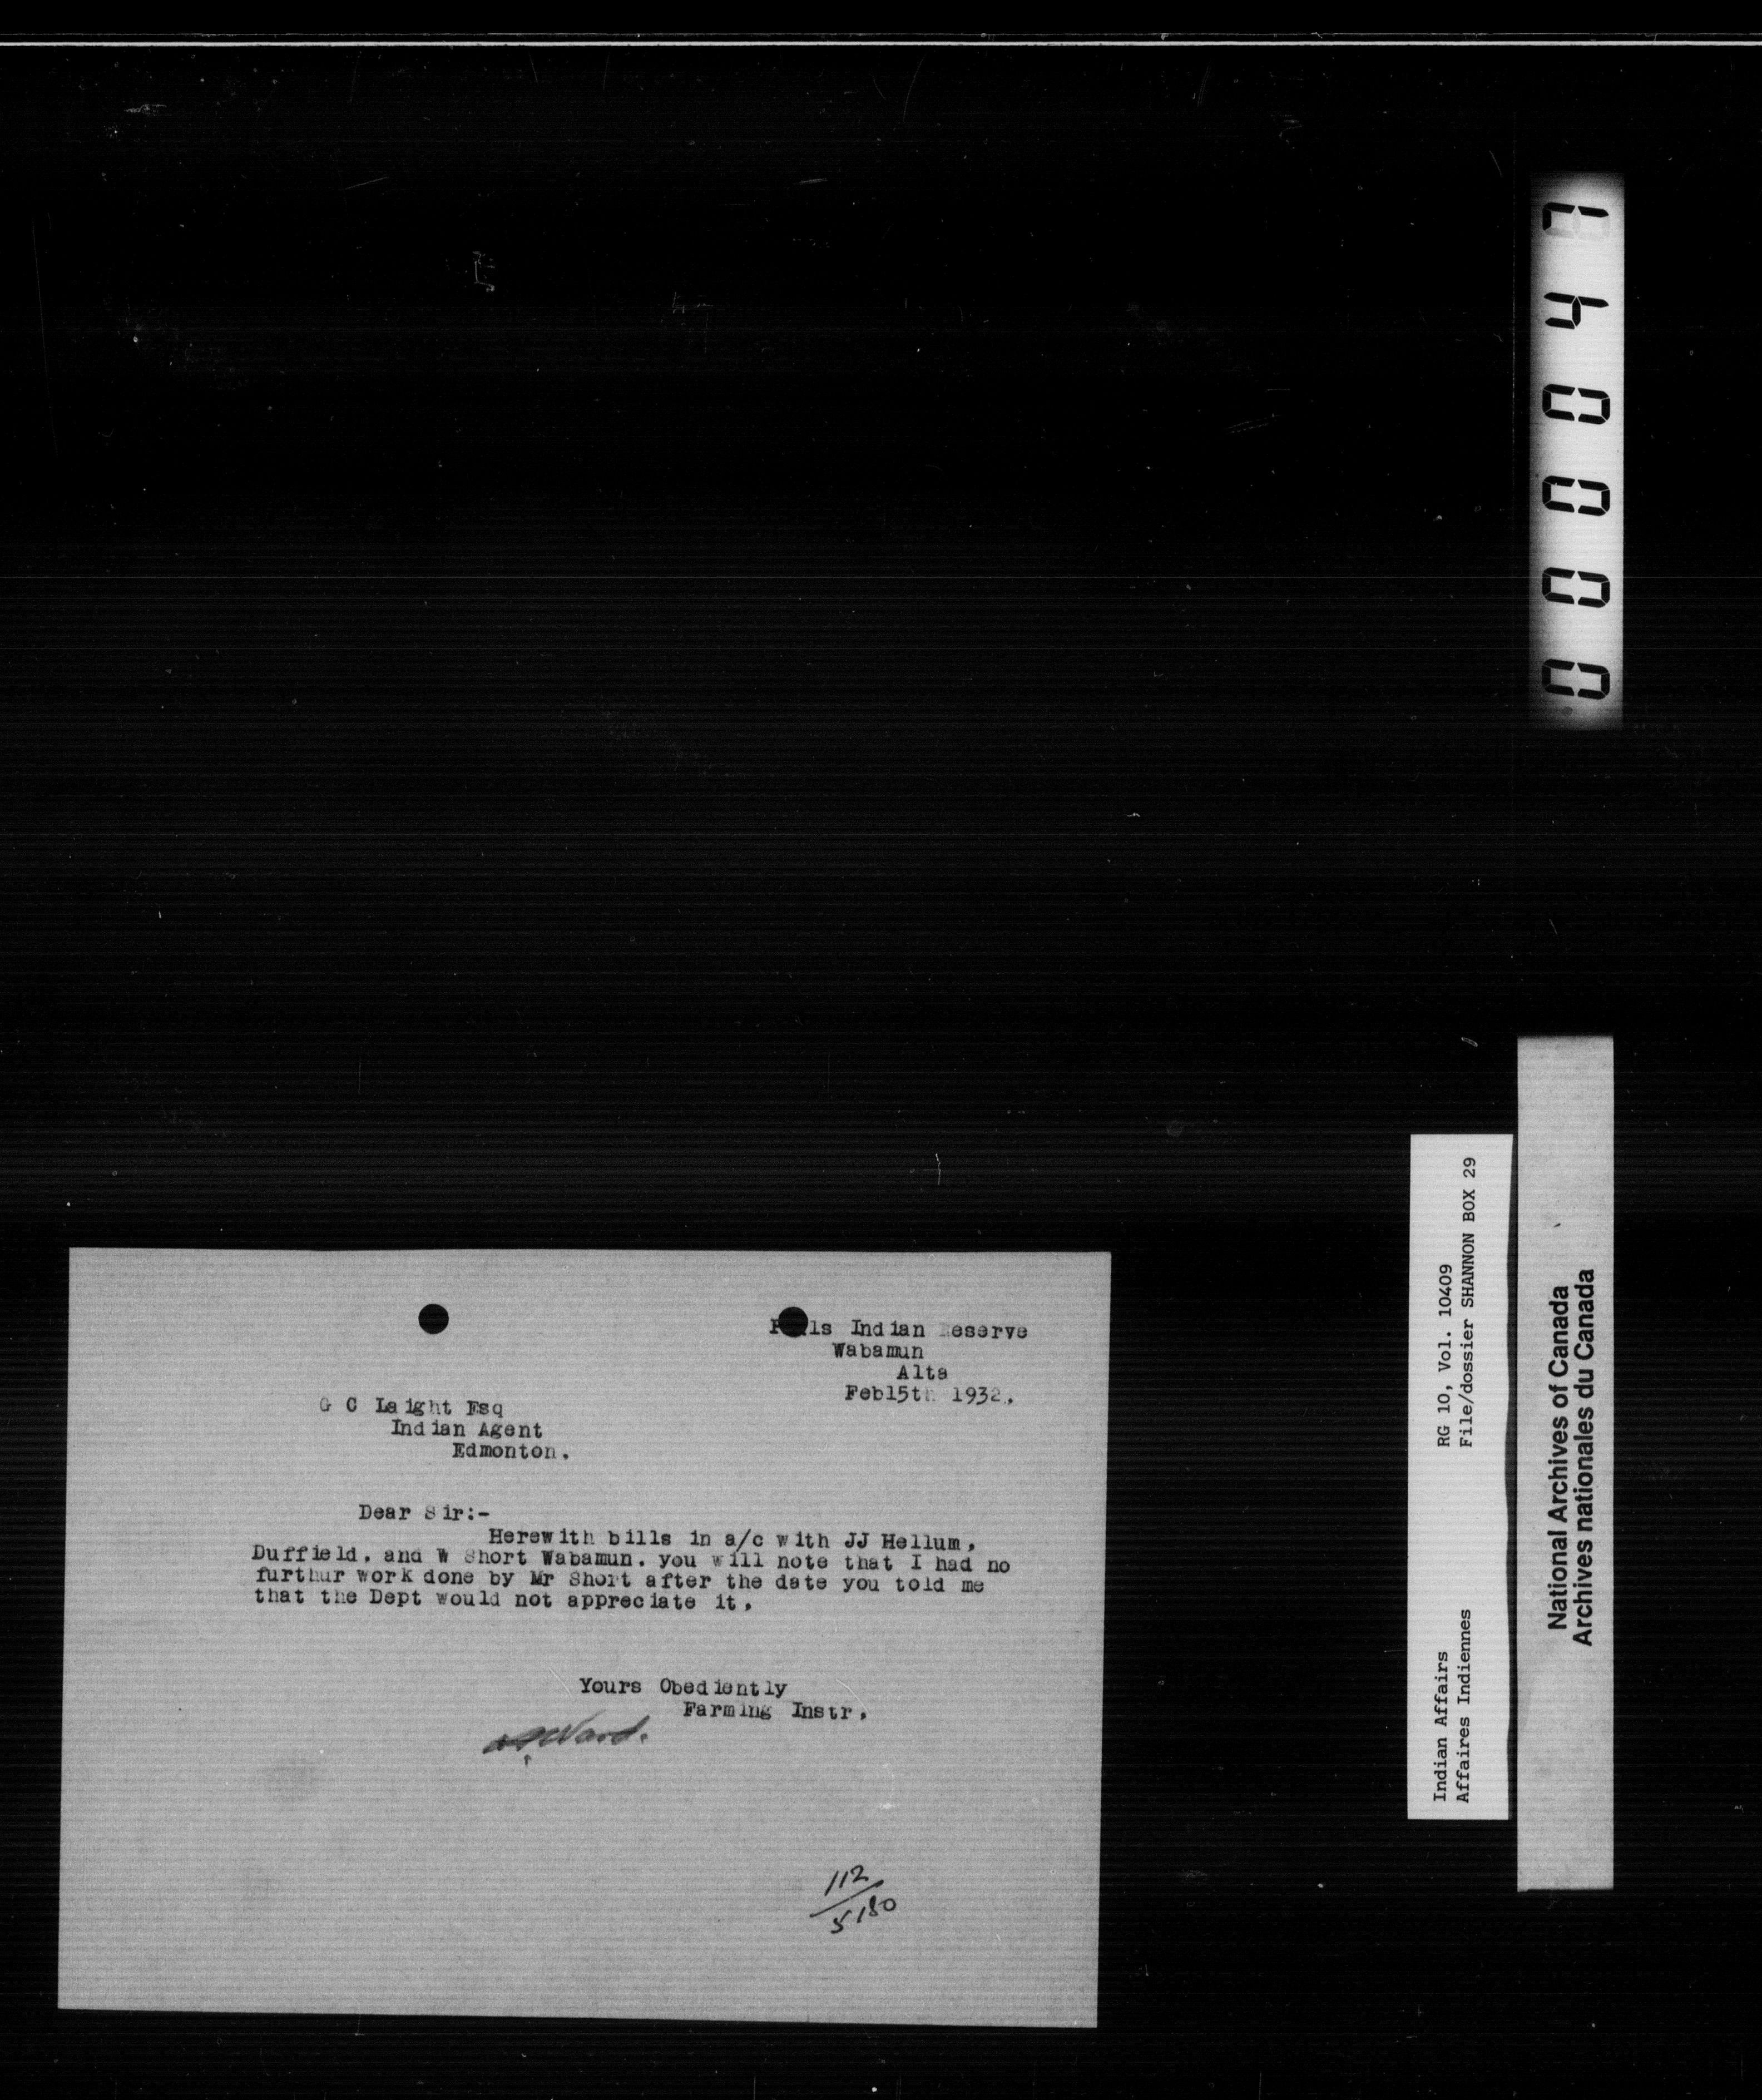 Indian Reserve
Wabamun
Alta
Feb15th 1932.
G C Laight Esq
Indian Agent
Edmonton.
Dear Sir:-
Herewith bills in a/c with JJ Hellum,
Duffield. and W Short Wabamun. you will note that I had no
furthur work done by Mr Short after the date you told me
that the Dept would not appreciate it.
Yours Obediently
Farming Instr.
Ward.
112
5180
Indian Affairs RG 10, Vol. 10409
Affaires Indiennes File/dossier SHANNON BOX 29
National Archives of Canada
Archives nationales du Canada
000047